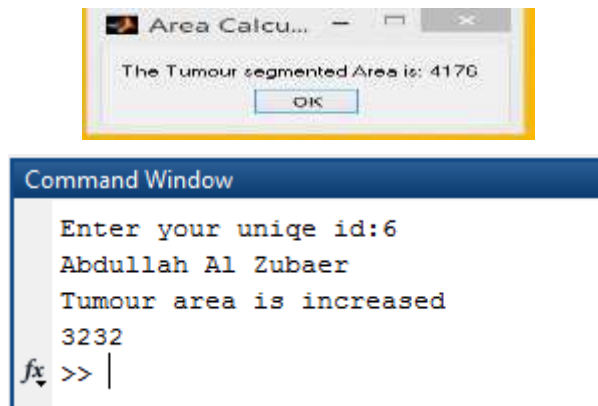 Area Calcu...
The Tumour segmented Area is: 4176
OK
Command Window
Enter your uniqe id:6
Abdullah Al Zubaer
Tumour area is increased
3232
fx >>